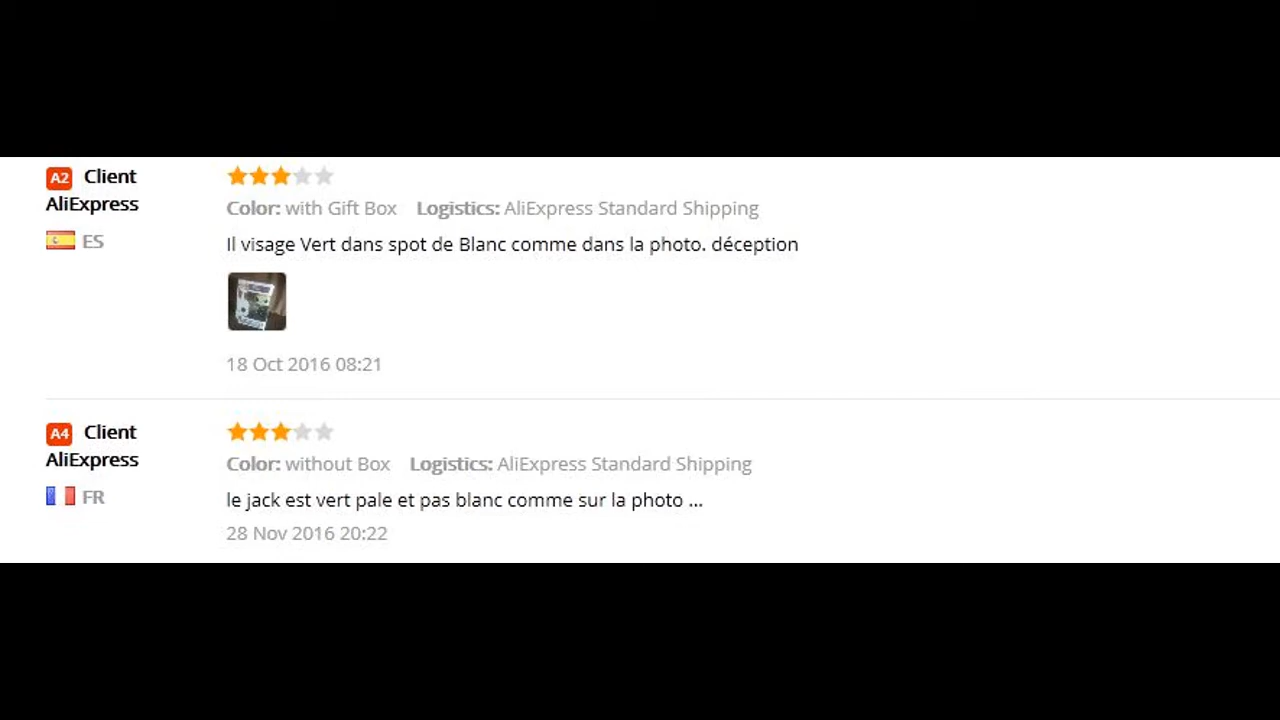 A2 Client
AliExpress
ES
Color: with Gift Box Logistics: AliExpress Standard Shipping
Il visage Vert dans spot de Blanc comme dans la photo. déception
18 Oct 2016 08:21
A4 Client
AliExpress
FR
Color: without Box Logistics: AliExpress Standard Shipping
le jack est vert pale et pas blanc comme sur la photo ...
28 Nov 2016 20:22